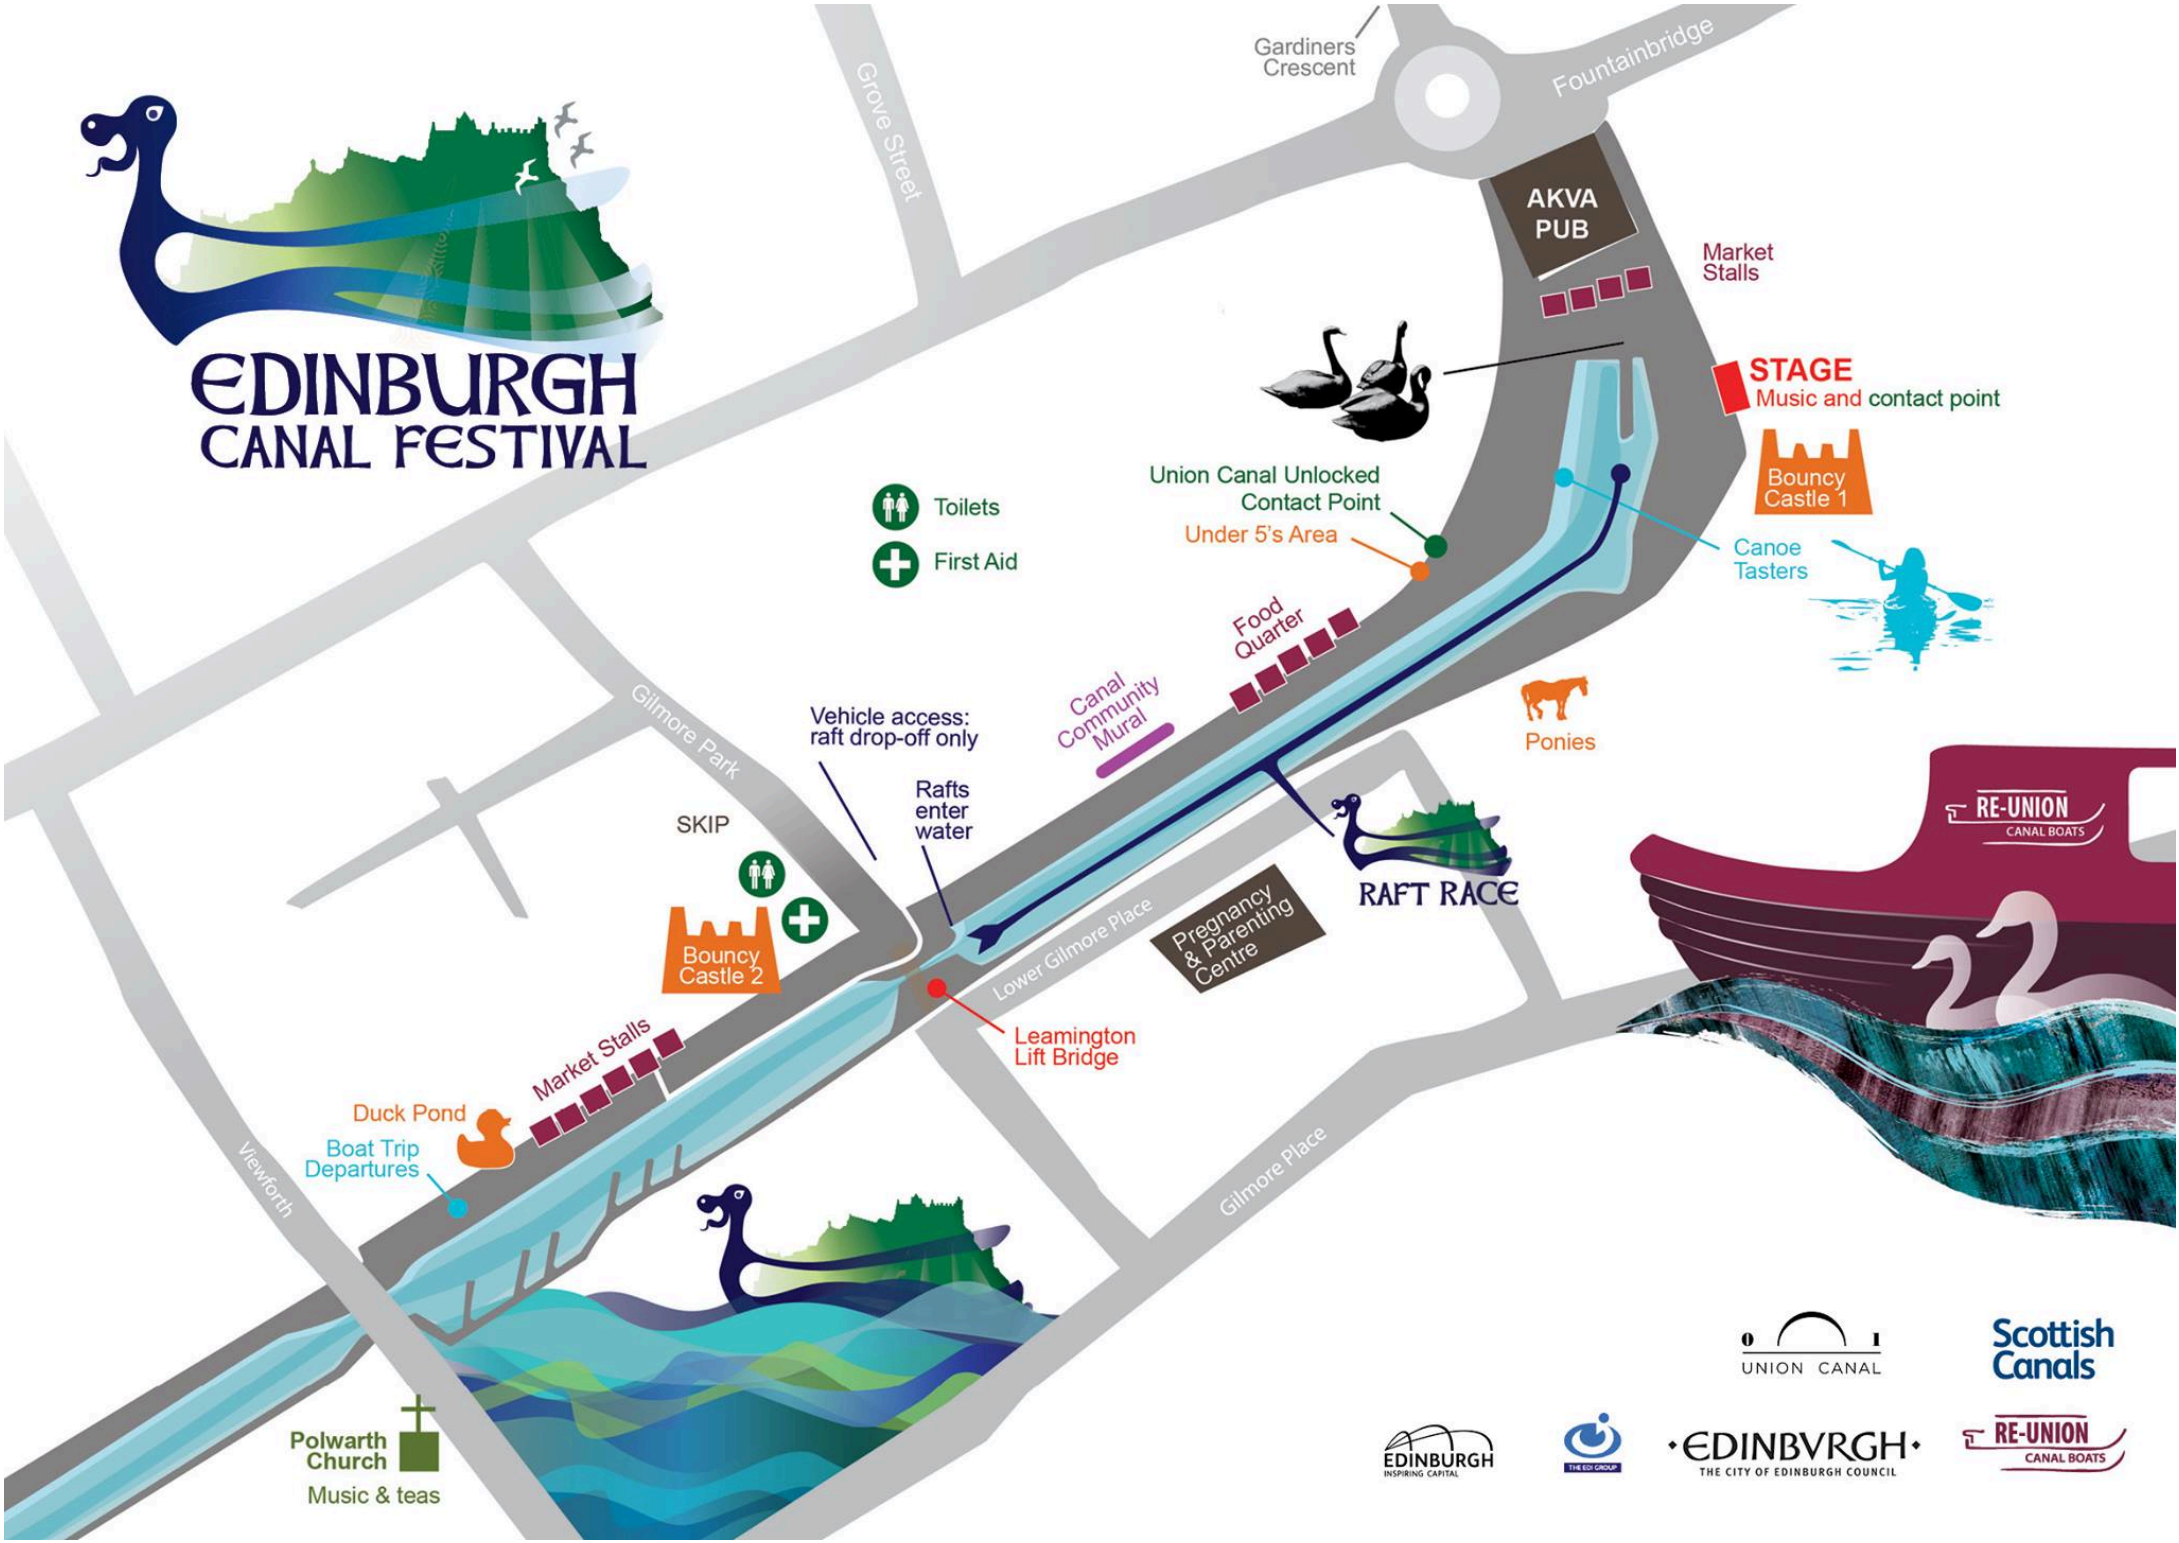 Gardiners
Crescent
Fountainbridge
Grove Street
AKVA
PUB
Market
Stalls
EDINBURGH
CANAL FESTIVAL
STAGE
Music and contact point
Bouncy
Castle 1
Union Canal Unlocked
Contact Point
Under 5's Area
Toilets
First Aid
Canoe
Tasters
Food
Quarter
Canal
Community
Mural
Gilmore Park
Vehicle access:
raft drop-off only
Rafts
enter
water
Ponies
SKIP
RE-UNION
CANAL BOATS
RAFT RACE
Pregnancy
& Parenting
Centre
Lower Gilmore Place
Bouncy
Castle 2
Leamington
Lift Bridge
Market Stalls
Duck Pond
Boat Trip
Departures
Viewforth
Gilmore Place
Polwarth
Church
Music & teas
0 1
UNION CANAL
Scottish
Canals
EDINBURGH
INSPIRING CAPITAL
THE EDI GROUP
·EDINBVRGH·
THE CITY OF EDINBURGH COUNCIL
RE-UNION
CANAL BOATS